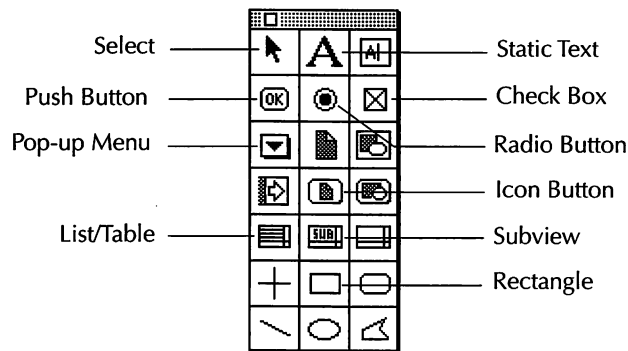 Select
Static Text
A
A
Push Button
OK
Check Box
Pop-up Menu
Radio Button
Icon Button
List/Table
SUB
Subview
Rectangle